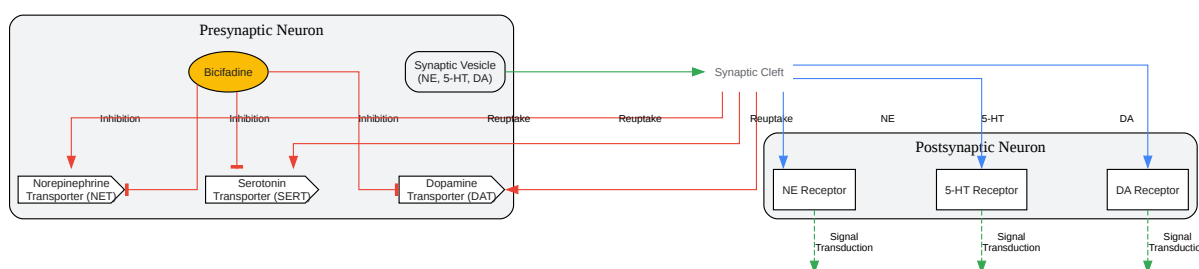 Presynaptic Neuron
Bicifadine
Synaptic Vesicle
(NE, 5-HT, DA)
Synaptic Cleft
Inhibition
Inhibition
Inhibition
Reuptake
Reuptake
Reuptake
NE
5-HT
DA
Postsynaptic Neuron
Norepinephrine
Transporter (NET)
Serotonin
Transporter (SERT)
Dopamine
Transporter (DAT)
NE Receptor
5-HT Receptor
DA Receptor
Signal
Transduction
Signal
Transduction
Signal
Transductio